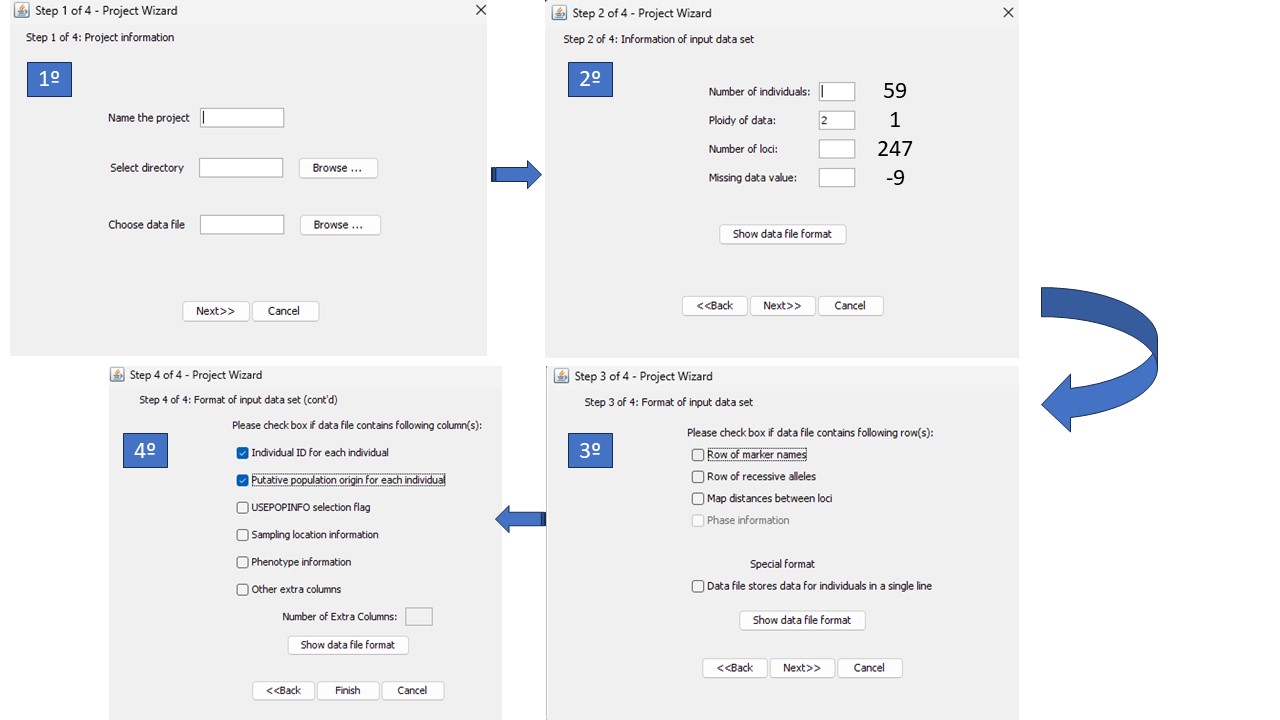 Step 1 of 4 - Project Wizard
Step 1 of 4: Project information
1º
Name the project
Select directory
Browse ...
Choose data file
Browse ...
Next>>
Cancel
Step 2 of 4 - Project Wizard
Step 2 of 4: Information of input data set
2º
Number of individuals: 59
Ploidy of data: 2 1
Number of loci: 247
Missing data value: -9
Show data file format
<<Back
Next>>
Cancel
Step 3 of 4 - Project Wizard
Step 3 of 4: Format of input data set
3º
Please check box if data file contains following row(s):
Row of marker names
Row of recessive alleles
Map distances between loci
Phase information
Special format
Data file stores data for individuals in a single line
Show data file format
<<Back
Next>>
Cancel
Step 4 of 4 - Project Wizard
Step 4 of 4: Format of input data set (cont'd)
4º
Please check box if data file contains following column(s):
Individual ID for each individual
Putative population origin for each individual
USEPOPINFO selection flag
Sampling location information
Phenotype information
Other extra columns
Number of Extra Columns:
Show data file format
<<Back
Finish
Cancel